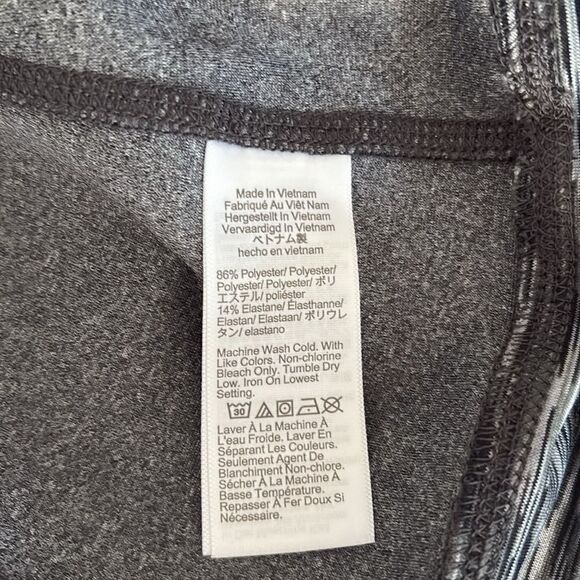 Made In Vietnam
Fabriqué Au Viêt Nam
Hergestellt In Vietnam
Vervaardigd In Vietnam
ベトナム製
hecho en vietnam
86% Polyester/ Polyester/
Polyester/ Polyester/ ポリ
エステル/ poliéster
14% Elastane/ Élasthanne/
Elastan/ Elastaan/ ポリウレ
タン/ elastano
Machine Wash Cold. With
Like Colors. Non-chlorine
Bleach Only. Tumble Dry
Low. Iron On Lowest
Setting.
30
Laver À La Machine À
L'eau Froide. Laver En
Séparant Les Couleurs.
Seulement Agent De
Blanchiment Non-chlore.
Sécher À La Machine À
Basse Température.
Repasser À Fer Doux Si
Nécessaire.